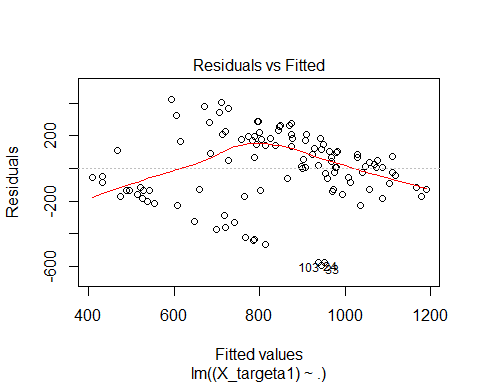 Residuals vs Fitted
Residuals
200
-200
-600
103
400
600
800
1000
1200
Fitted values
lm((X_targeta1) ~ .)